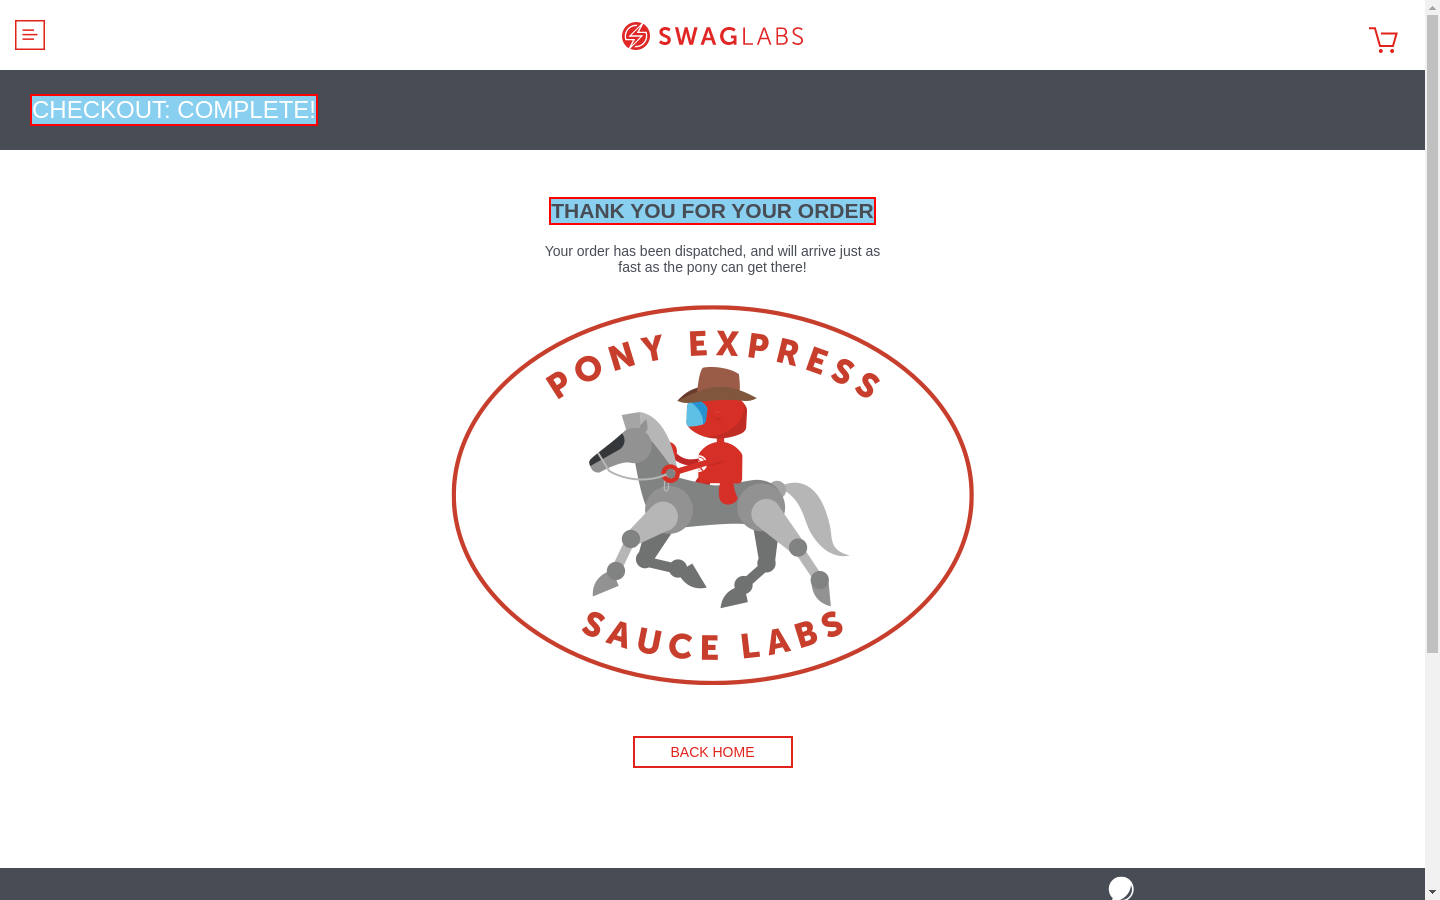 SWAGLABS
CHECKOUT: COMPLETE!
THANK YOU FOR YOUR ORDER
Your order has been dispatched, and will arrive just as
fast as the pony can get there!
PONY EXPRESS
SAUCE LABS
BACK HOME